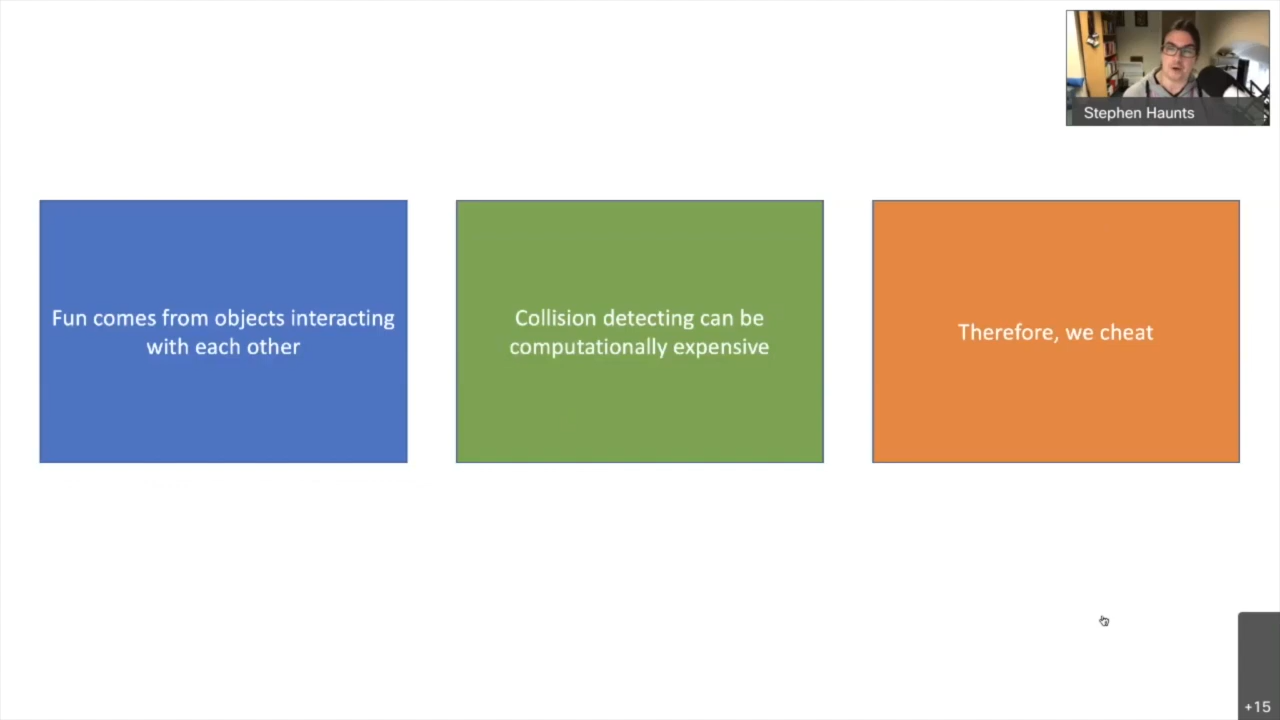 Stephen Haunts
Fun comes from objects interacting
with each other
Collision detecting can be
computationally expensive
Therefore, we cheat
+15